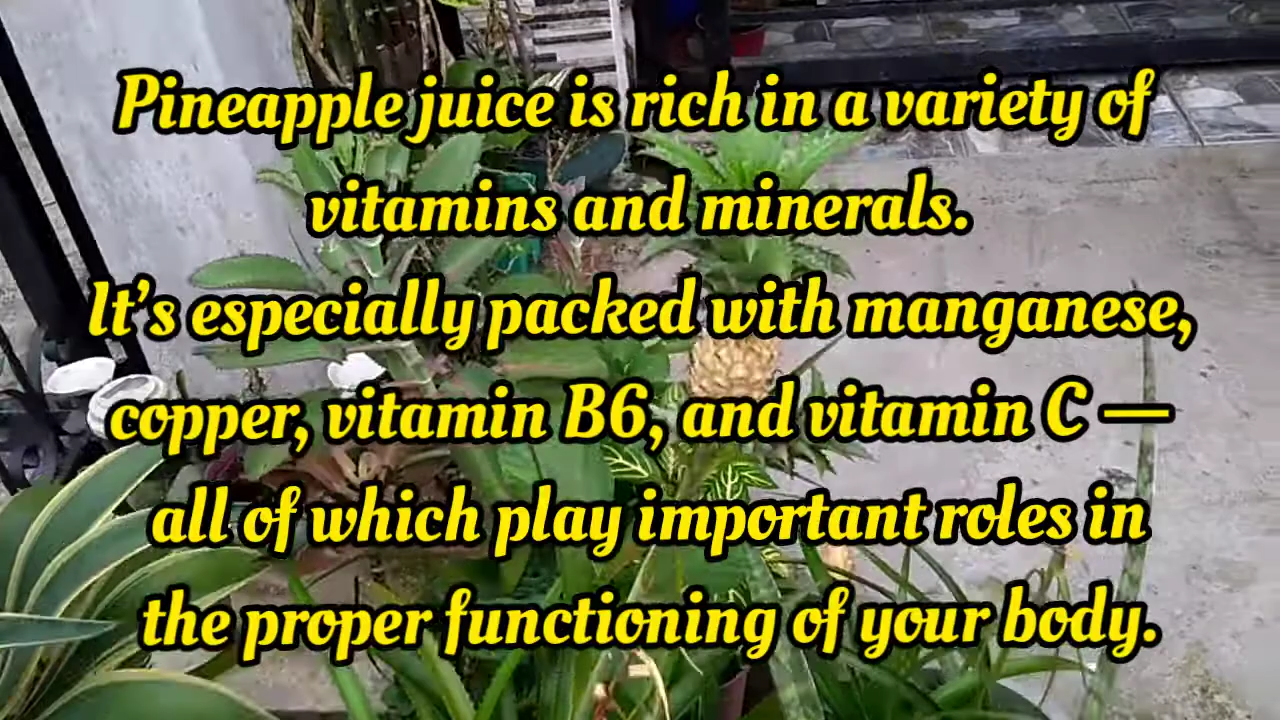 Pineapple juice is rich in a variety of
vitamins and minerals.
It’s especially packed with manganese,
copper, vitamin B6, and vitamin C —
all of which play important roles in
the proper functioning of your body.